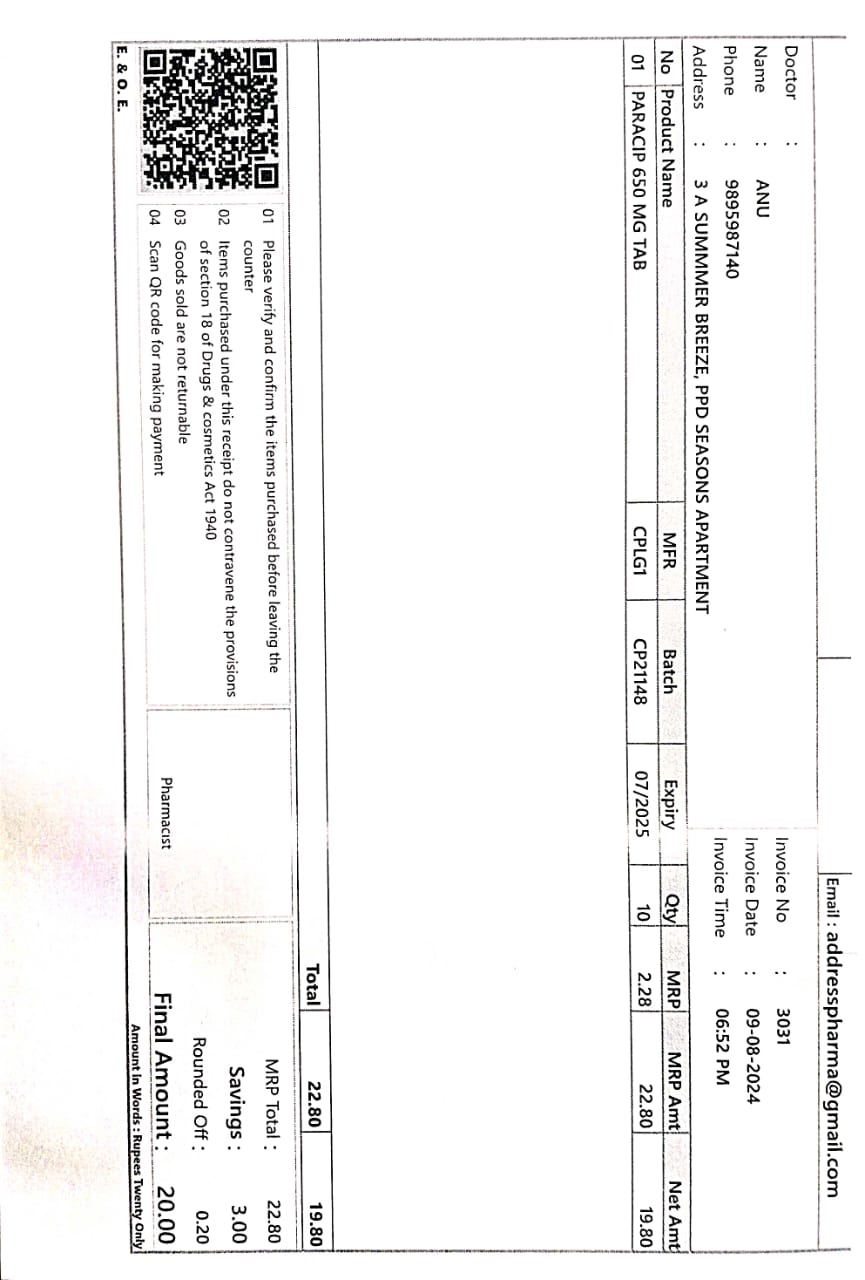 Email : addresspharma@gmail.com
Doctor :
Name : ANU
Phone : 9895987140
Address : 3 A SUMMMER BREEZE, PPD SEASONS APARTMENT
Invoice No : 3031
Invoice Date : 09-08-2024
Invoice Time : 06:52 PM
No Product Name MFR Batch Expiry Qty MRP MRP Amt Net Amt
01 PARACIP 650 MG TAB CPLG1 CP21148 07/2025 10 2.28 22.80 19.80
Total 22.80 19.80
01 Please verify and confirm the items purchased before leaving the
counter
02 Items purchased under this receipt do not contravene the provisions
of section 18 of Drugs & cosmetics Act 1940
03 Goods sold are not returnable
04 Scan QR code for making payment
Pharmacist
MRP Total : 22.80
Savings : 3.00
Rounded Off : 0.20
Final Amount : 20.00
Amount in Words : Rupees Twenty Only
E. & O. E.